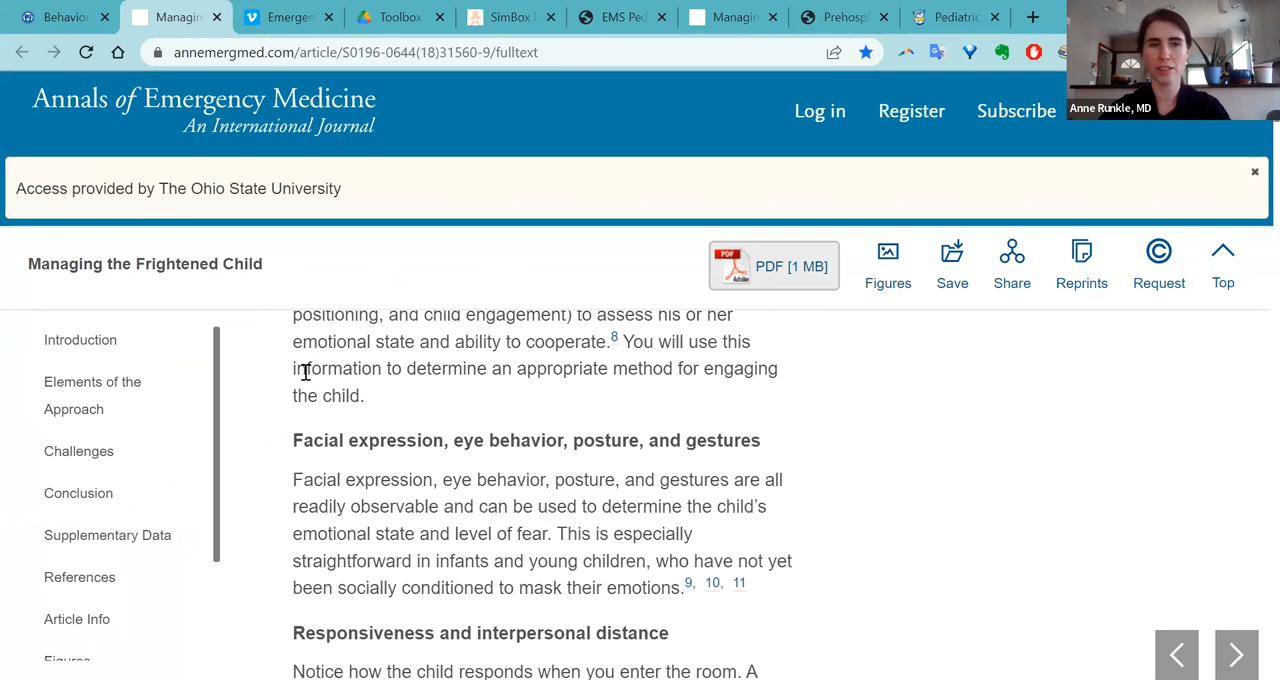 Behavior
Managin
Emergen
Toolbox
SimBox
EMS Ped
Managin
Prehosp
Pediatric
annemergmed.com/article/S0196-0644(18)31560-9/fulltext
Anne Runkle, MD
Annals of Emergency Medicine
An International Journal
Log in
Register
Subscribe
Access provided by The Ohio State University
Managing the Frightened Child
PDF [1 MB]
Figures
Save
Share
Reprints
Request
Top
Introduction
Elements of the
Approach
Challenges
Conclusion
Supplementary Data
References
Article Info
Figures
positioning, and child engagement) to assess his or her
emotional state and ability to cooperate.8 You will use this
information to determine an appropriate method for engaging
the child.
Facial expression, eye behavior, posture, and gestures
Facial expression, eye behavior, posture, and gestures are all
readily observable and can be used to determine the child's
emotional state and level of fear. This is especially
straightforward in infants and young children, who have not yet
been socially conditioned to mask their emotions.9, 10, 11
Responsiveness and interpersonal distance
Notice how the child responds when you enter the room. A